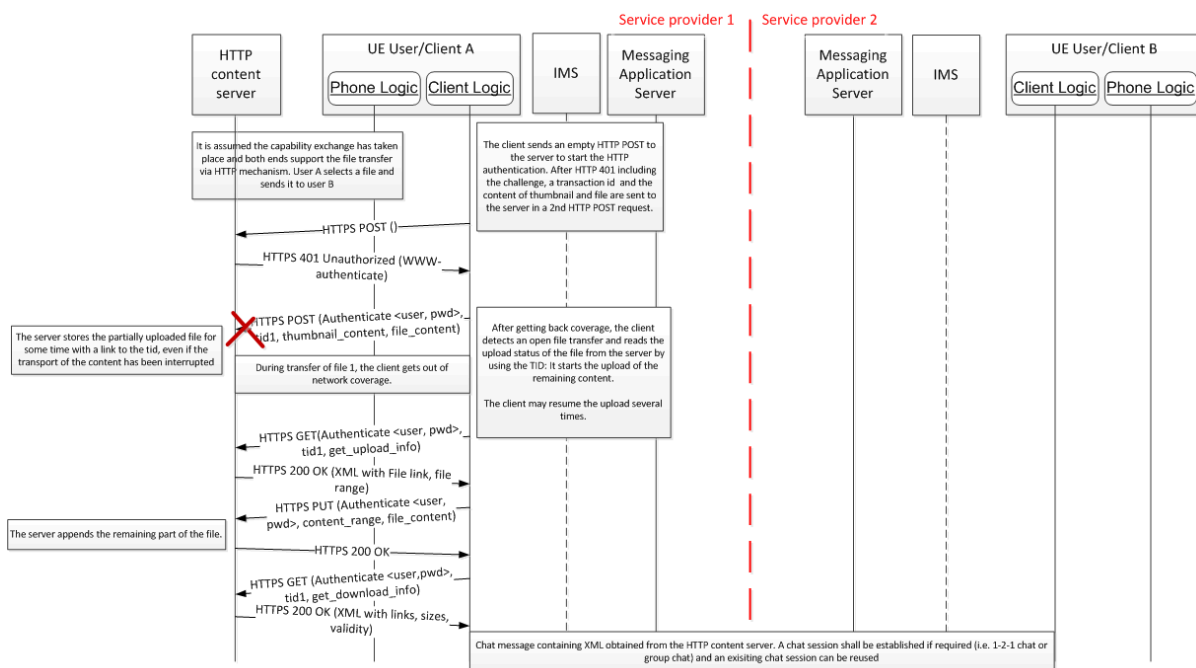 Service provider 1
Service provider 2
HTTP
content
server
UE User/Client A
Phone Logic
Client Logic
IMS
Messaging
Application
Server
Messaging
Application
Server
IMS
UE User/Client B
Client Logic
Phone Logic
It is assumed the capability exchange has taken
place and both ends support the file transfer
via HTTP mechanism. User A selects a file and
sends it to user B
The client sends an empty HTTP POST to
the server to start the HTTP
authentication. After HTTP 401 including
the challenge, a transaction id and the
content of thumbnail and file are sent to
the server in a 2nd HTTP POST request.
HTTPS POST ()
HTTPS 401 Unauthorized (WWW-
authenticate)
HTTPS POST (Authenticate <user, pwd>,
tid1, thumbnail_content, file_content)
The server stores the partially uploaded file for
some time with a link to the tid, even if the
transport of the content has been interrupted
During transfer of file 1, the client gets out of
network coverage.
After getting back coverage, the client
detects an open file transfer and reads the
upload status of the file from the server by
using the TID: It starts the upload of the
remaining content.
The client may resume the upload several
times.
HTTPS GET(Authenticate <user, pwd>,
tid1, get_upload_info)
HTTPS 200 OK (XML with File link, file
range)
HTTPS PUT (Authenticate <user,
pwd>, content_range, file_content)
The server appends the remaining part of the file.
HTTPS 200 OK
HTTPS GET (Authenticate <user,pwd>,
tid1, get_download_info)
HTTPS 200 OK (XML with links, sizes,
validity)
Chat message containing XML obtained from the HTTP content server. A chat session shall be established if required (i.e. 1-2-1 chat or
group chat) and an exisiting chat session can be reused